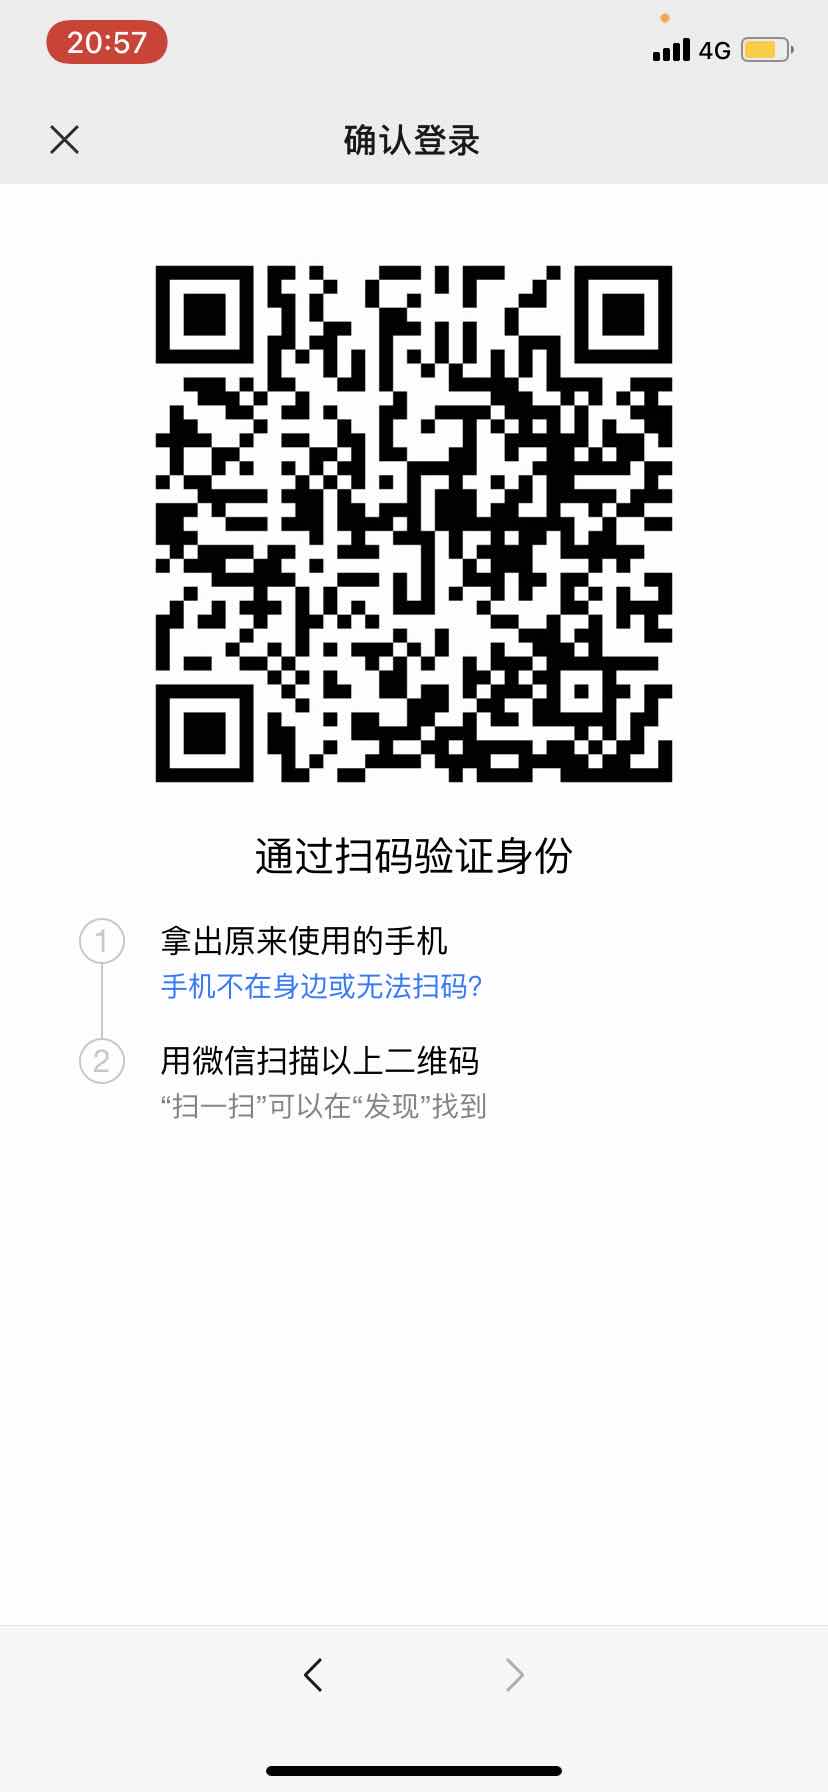 20:57
4G
确认登录
通过扫码验证身份
1
拿出原来使用的手机
手机不在身边或无法扫码?
2
用微信扫描以上二维码
“扫一扫”可以在“发现”找到